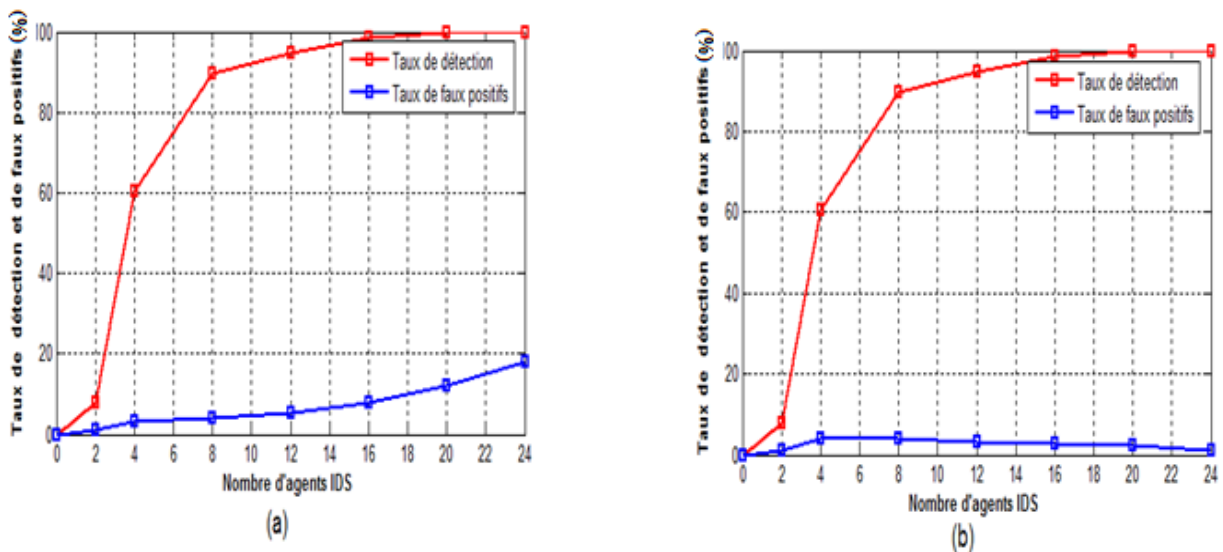 Taux de détection et de faux positifs (%)
100
80
60
40
20
0
Taux de détection
Taux de faux positifs
0 2 4 6 8 10 12 14 16 18 20 22 24
Nombre d'agents IDS
(a)
Taux de détection et de faux positifs (%)
100
80
60
40
20
0
Taux de détection
Taux de faux positifs
0 2 4 6 8 10 12 14 16 18 20 22 24
Nombre d'agents IDS
(b)